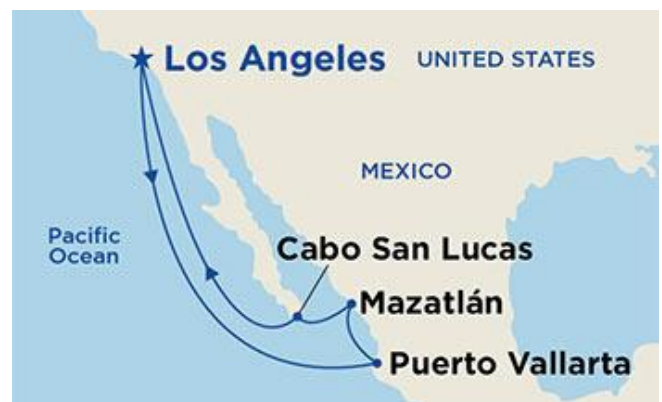 Los Angeles
UNITED STATES
MEXICO
Pacific
Ocean
Cabo San Lucas
Mazatlán
Puerto Vallarta